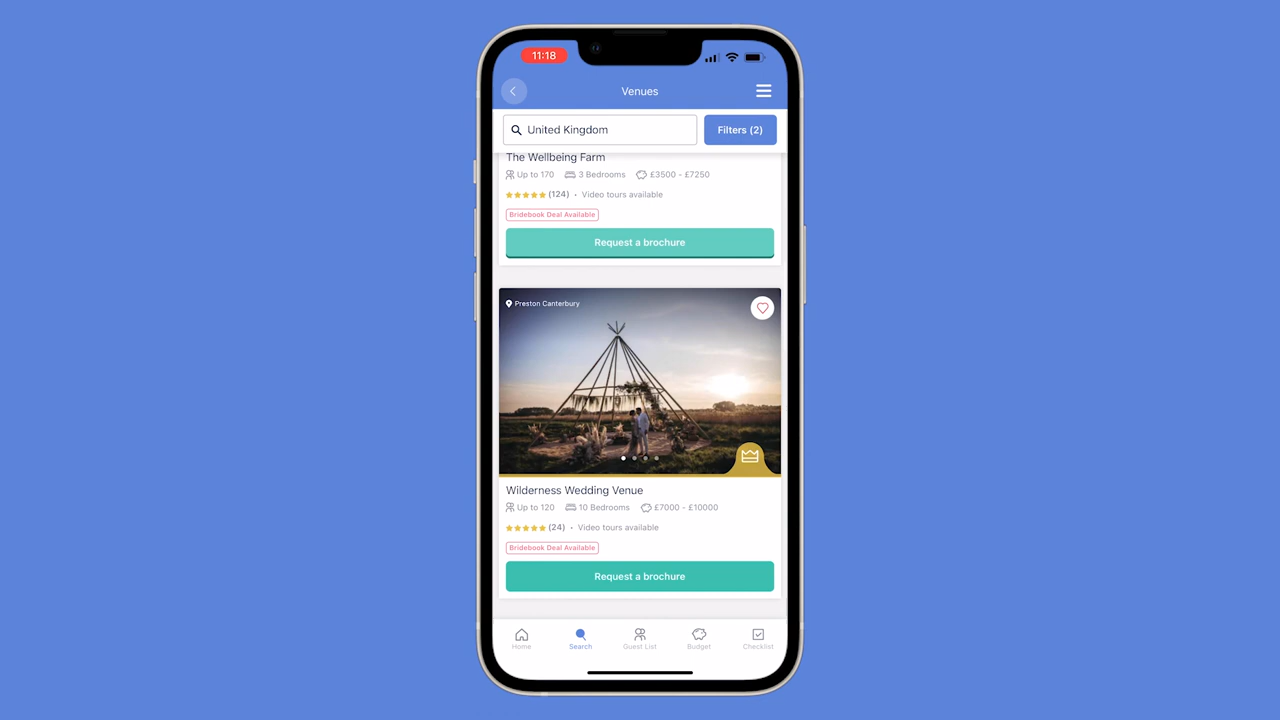 11:18
Venues
United Kingdom
Filters (2)
The Wellbeing Farm
Up to 170 3 Bedrooms £3500 - £7250
(124) • Video tours available
Bridebook Deal Available
Request a brochure
Preston Canterbury
Wilderness Wedding Venue
Up to 120 10 Bedrooms £7000 - £10000
(24) • Video tours available
Bridebook Deal Available
Request a brochure
Home Search Guest List Budget Checklist